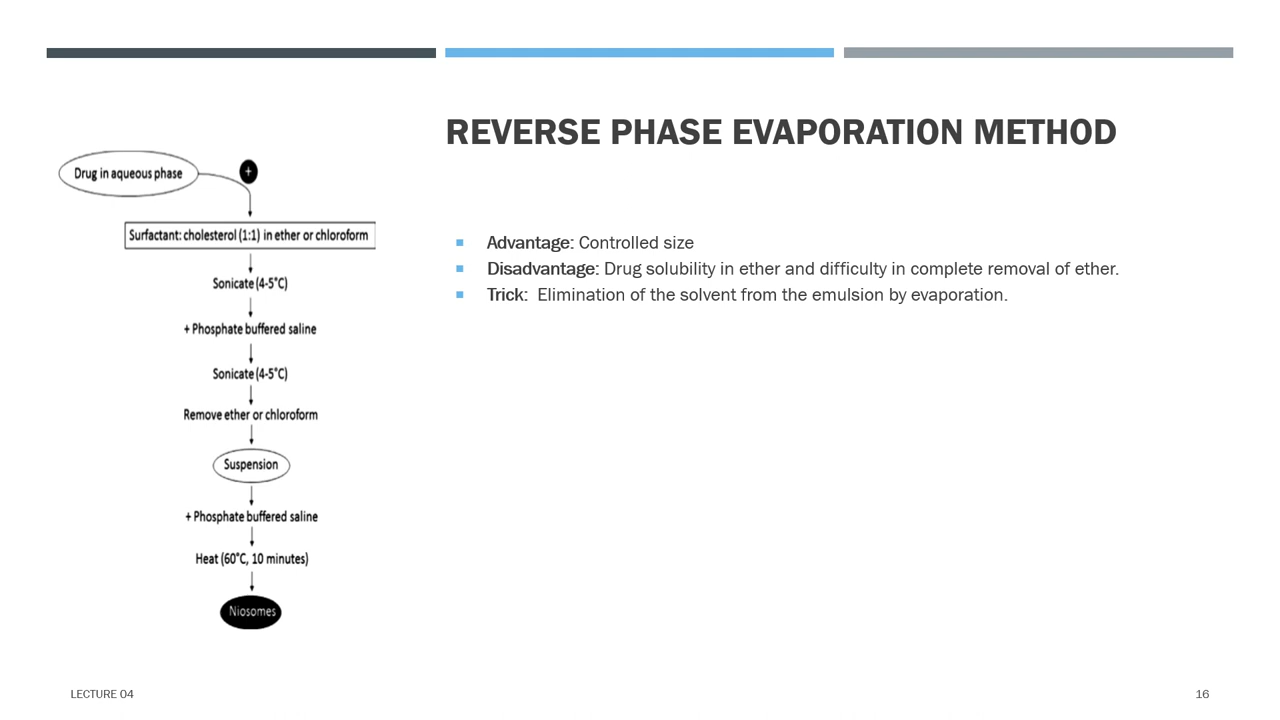 REVERSE PHASE EVAPORATION METHOD
Drug in aqueous phase
+
Surfactant: cholesterol (1:1) in ether or chloroform
Sonicate (4-5°C)
+ Phosphate buffered saline
Sonicate (4-5°C)
Remove ether or chloroform
Suspension
+ Phosphate buffered saline
Heat (60°C, 10 minutes)
Niosomes
Advantage: Controlled size
Disadvantage: Drug solubility in ether and difficulty in complete removal of ether.
Trick: Elimination of the solvent from the emulsion by evaporation.
LECTURE 04
16